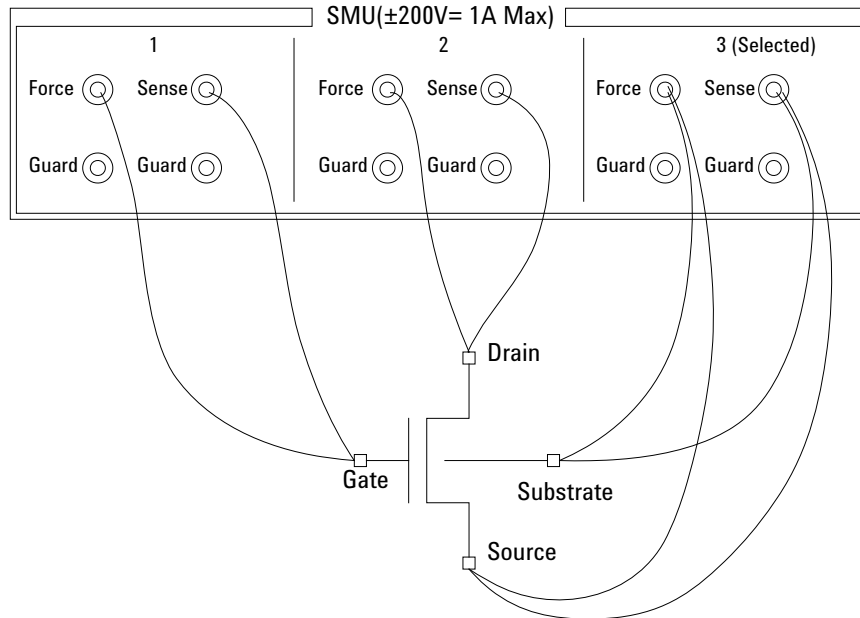 SMU(±200V= 1A Max)
1
2
3 (Selected)
Force
Sense
Force
Sense
Force
Sense
Guard
Guard
Guard
Guard
Guard
Guard
Drain
Gate
Substrate
Source